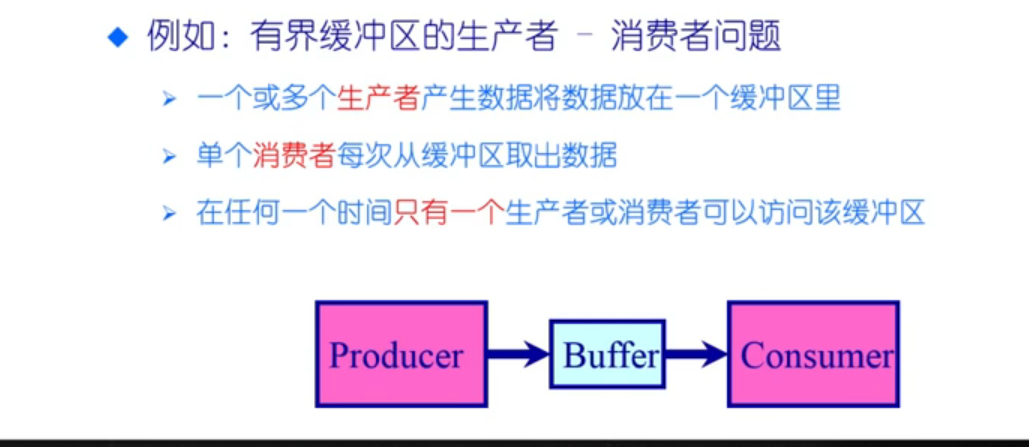 例如：有界缓冲区的生产者 - 消费者问题
一个或多个生产者产生数据将数据放在一个缓冲区里
单个消费者每次从缓冲区取出数据
在任何一个时间只有一个生产者或消费者可以访问该缓冲区
Producer
Buffer
Consumer